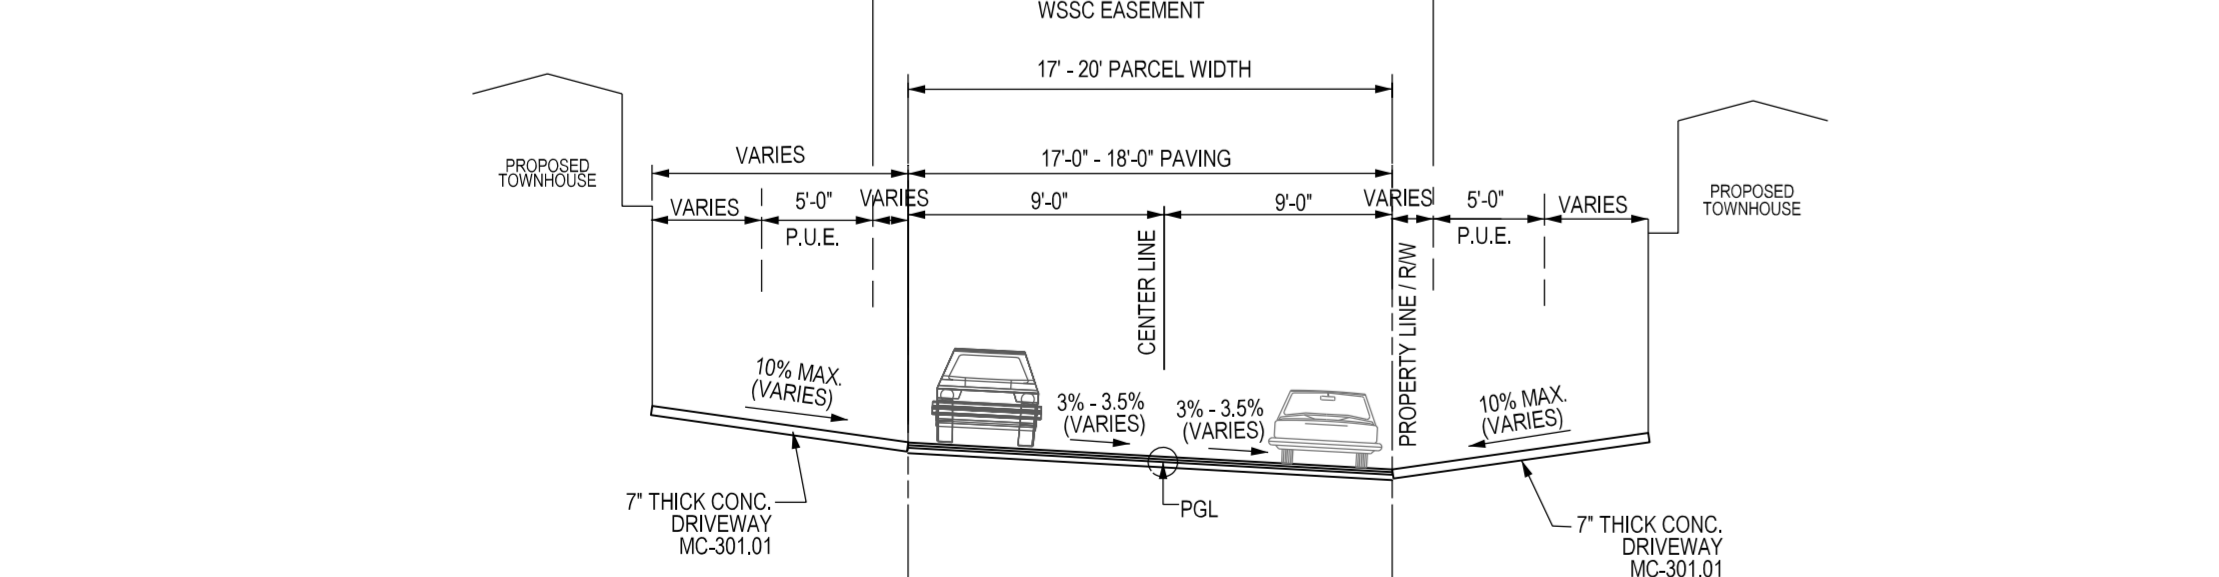 WSSC EASEMENT
17' - 20' PARCEL WIDTH
VARIES
17'-0" - 18'-0" PAVING
PROPOSED
TOWNHOUSE
PROPOSED
TOWNHOUSE
VARIES
5'-0"
VARIES
9'-0"
9'-0"
VARIES
5'-0"
VARIES
P.U.E.
P.U.E.
CENTER LINE
PROPERTY LINE / R/W
10% MAX.
(VARIES)
3% - 3.5%
(VARIES)
3% - 3.5%
(VARIES)
10% MAX.
(VARIES)
7" THICK CONC.
DRIVEWAY
MC-301.01
PGL
7" THICK CONC.
DRIVEWAY
MC-301.01